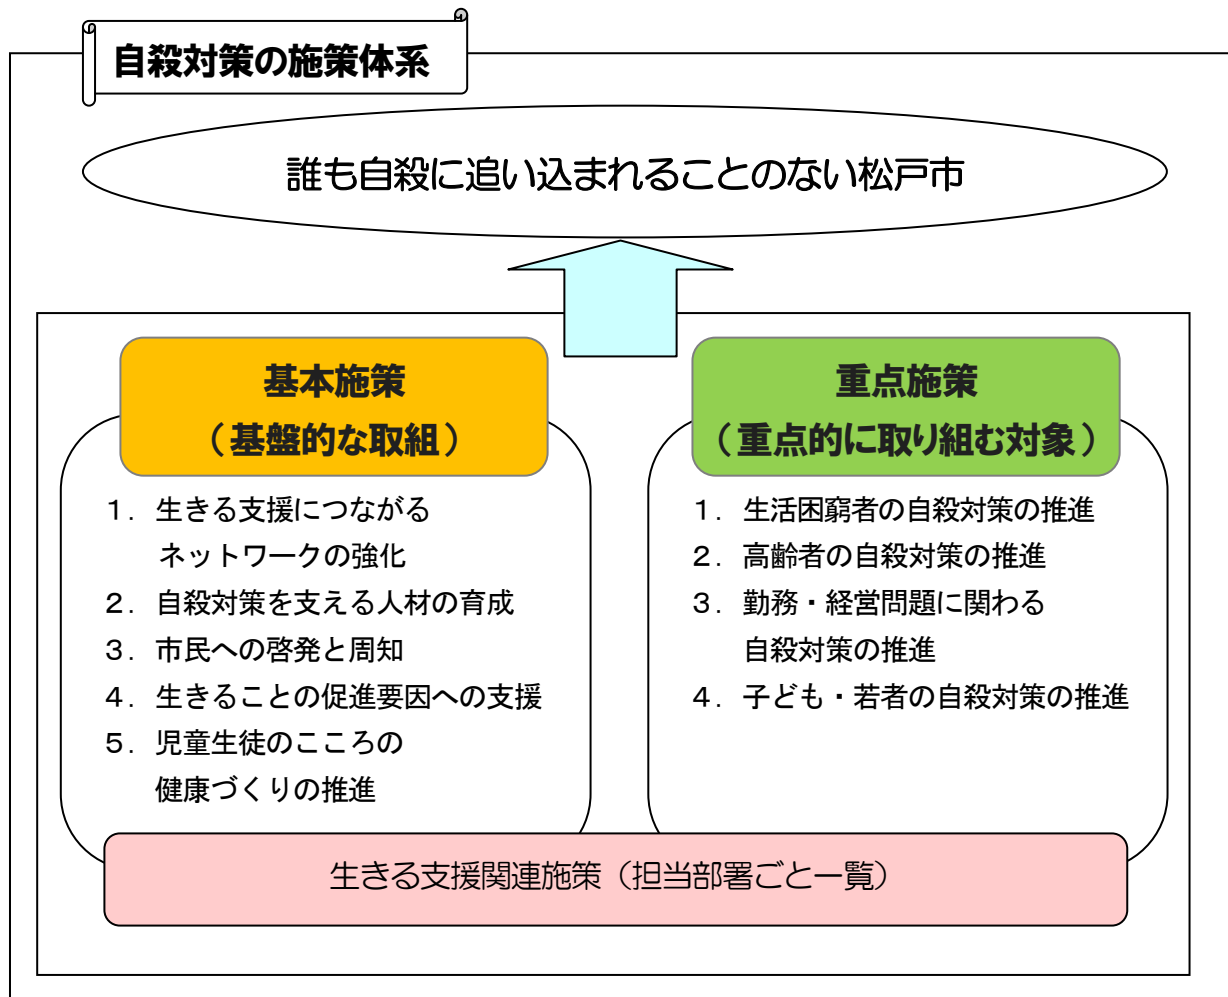 自殺対策の施策体系
誰も自殺に追い込まれることのない松戸市
基本施策
（基盤的な取組）
1．生きる支援につながる
ネットワークの強化
2．自殺対策を支える人材の育成
3．市民への啓発と周知
4．生きることの促進要因への支援
5．児童生徒のこころの
健康づくりの推進
重点施策
（重点的に取り組む対象）
1．生活困窮者の自殺対策の推進
2．高齢者の自殺対策の推進
3．勤務・経営問題に関わる
自殺対策の推進
4．子ども・若者の自殺対策の推進
生きる支援関連施策（担当部署ごと一覧）